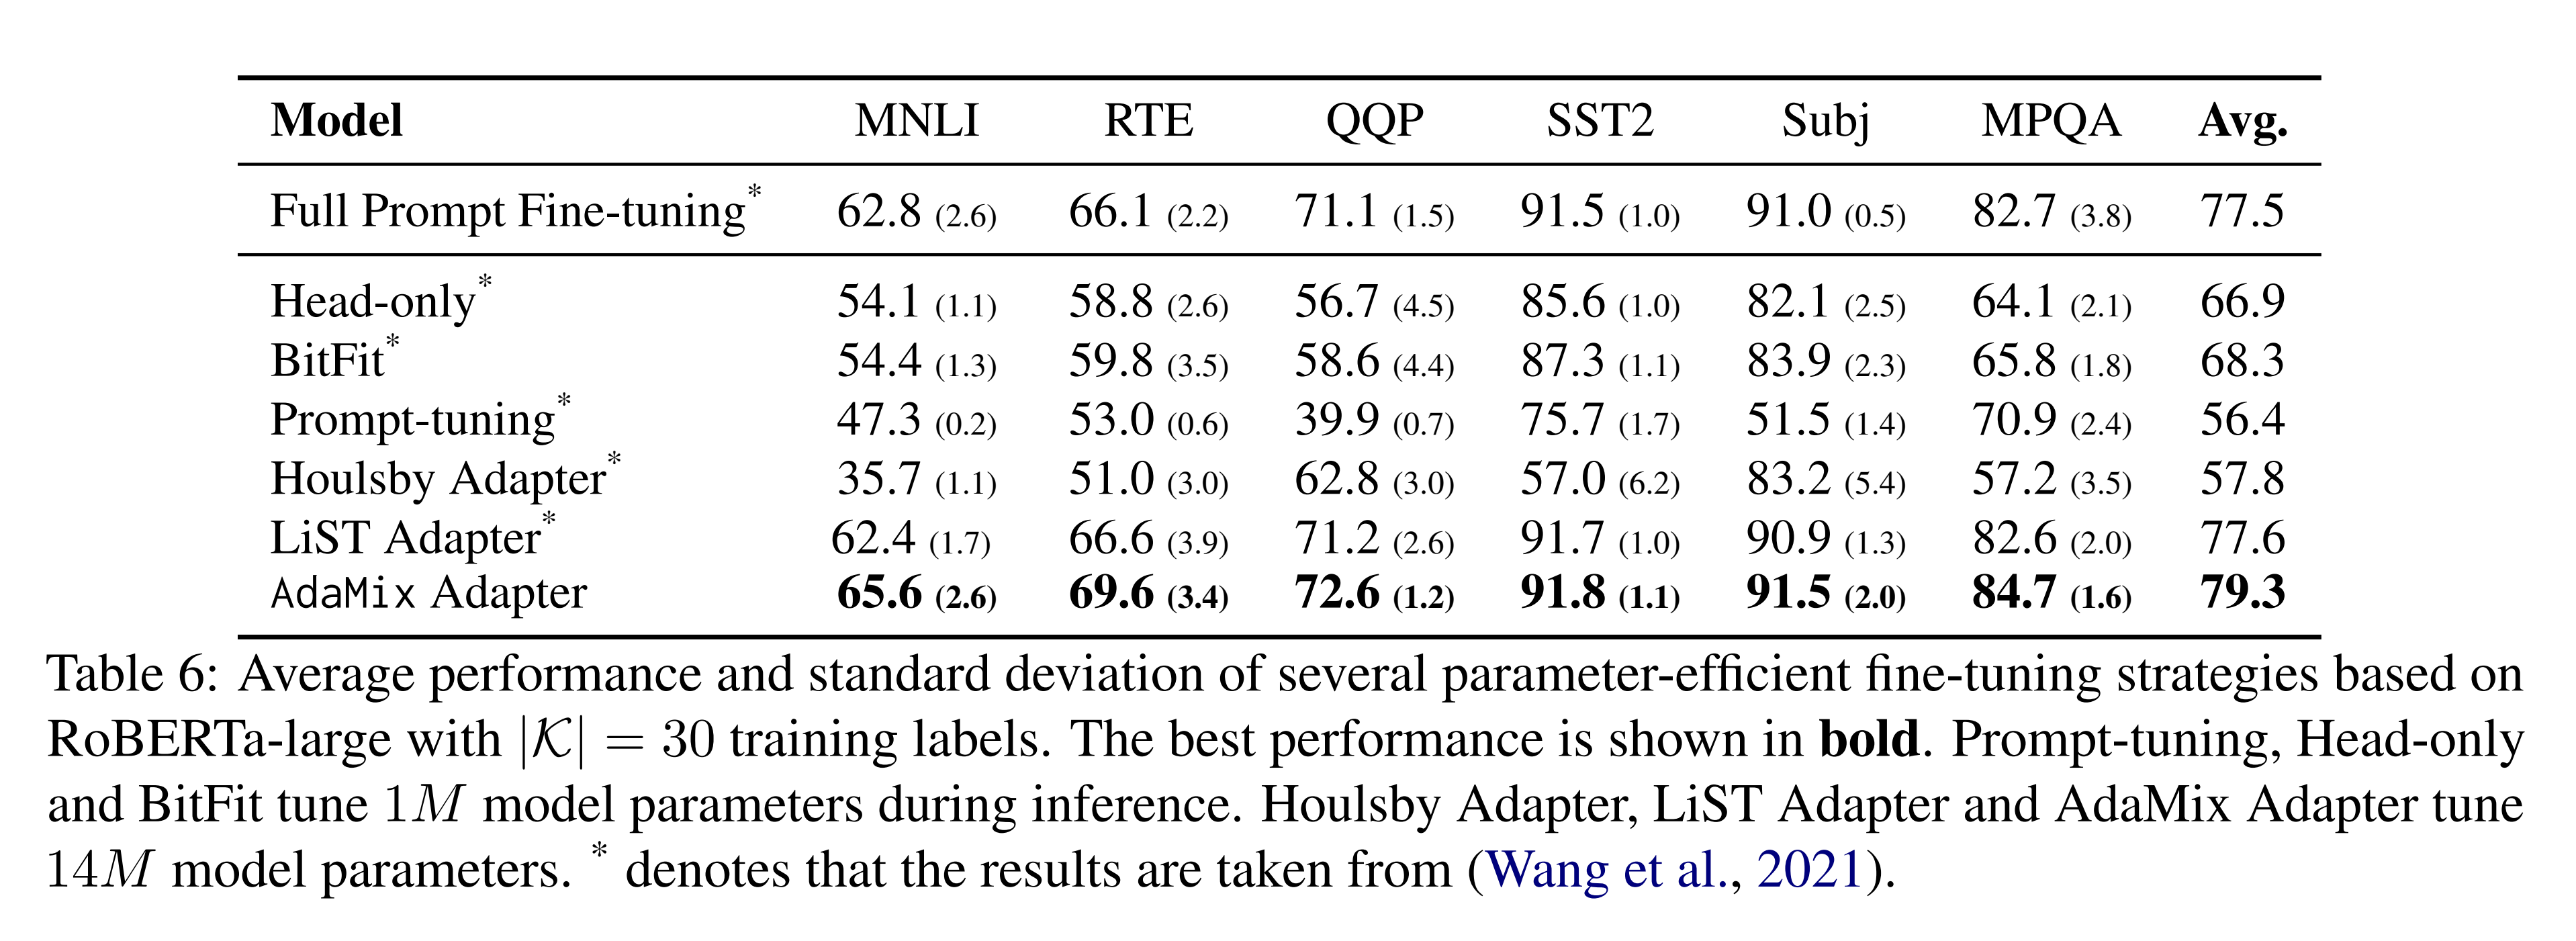 Model MNLI RTE QQP SST2 Subj MPQA Avg.
Full Prompt Fine-tuning* 62.8 (2.6) 66.1 (2.2) 71.1 (1.5) 91.5 (1.0) 91.0 (0.5) 82.7 (3.8) 77.5
Head-only* 54.1 (1.1) 58.8 (2.6) 56.7 (4.5) 85.6 (1.0) 82.1 (2.5) 64.1 (2.1) 66.9
BitFit* 54.4 (1.3) 59.8 (3.5) 58.6 (4.4) 87.3 (1.1) 83.9 (2.3) 65.8 (1.8) 68.3
Prompt-tuning* 47.3 (0.2) 53.0 (0.6) 39.9 (0.7) 75.7 (1.7) 51.5 (1.4) 70.9 (2.4) 56.4
Houlsby Adapter* 35.7 (1.1) 51.0 (3.0) 62.8 (3.0) 57.0 (6.2) 83.2 (5.4) 57.2 (3.5) 57.8
LiST Adapter* 62.4 (1.7) 66.6 (3.9) 71.2 (2.6) 91.7 (1.0) 90.9 (1.3) 82.6 (2.0) 77.6
AdaMix Adapter 65.6 (2.6) 69.6 (3.4) 72.6 (1.2) 91.8 (1.1) 91.5 (2.0) 84.7 (1.6) 79.3
Table 6: Average performance and standard deviation of several parameter-efficient fine-tuning strategies based on
RoBERTa-large with |𝒦| = 30 training labels. The best performance is shown in bold. Prompt-tuning, Head-only
and BitFit tune 1M model parameters during inference. Houlsby Adapter, LiST Adapter and AdaMix Adapter tune
14M model parameters. * denotes that the results are taken from (Wang et al., 2021).